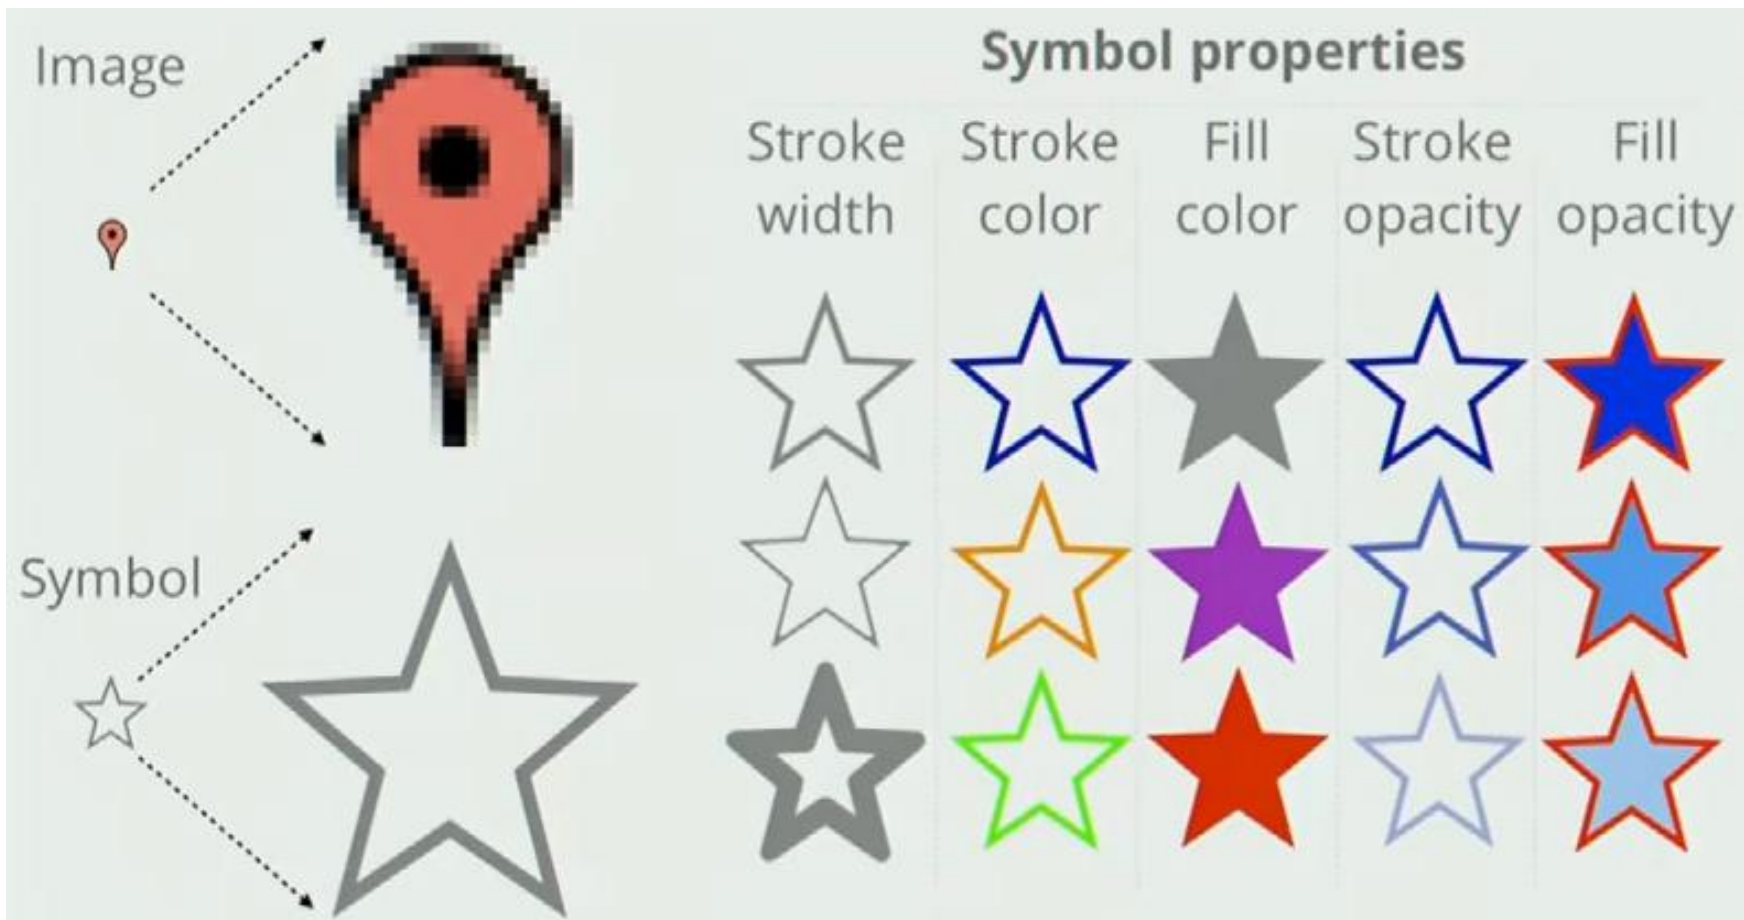 Image
Symbol
Symbol properties
Stroke width
Stroke color
Fill color
Stroke opacity
Fill opacity